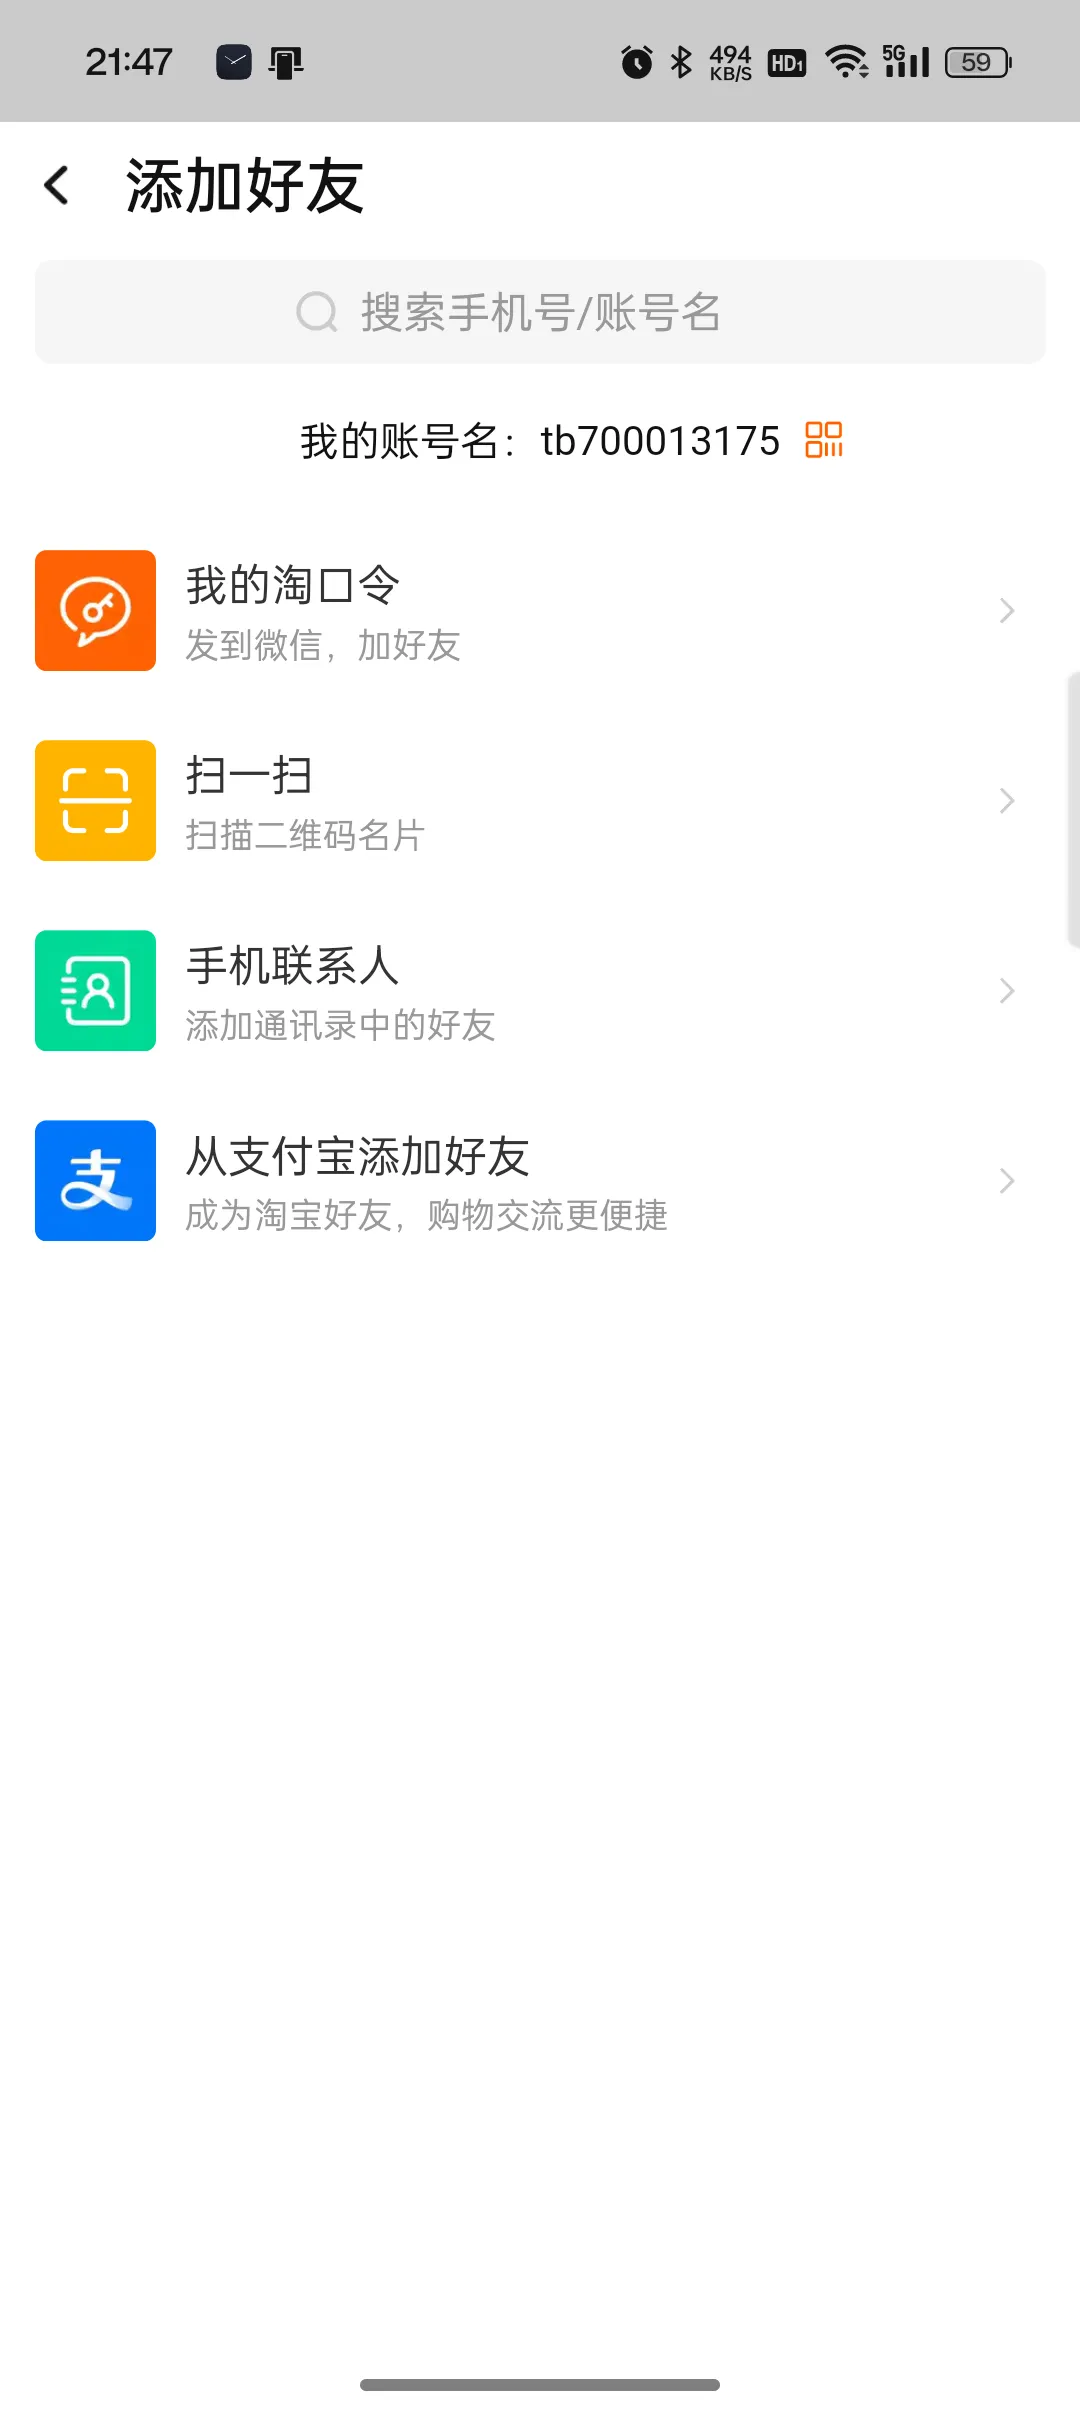 21:47
494 KB/S HD1 5G 59
添加好友
搜索手机号/账号名
我的账号名：tb700013175
我的淘口令
发到微信，加好友
扫一扫
扫描二维码名片
手机联系人
添加通讯录中的好友
支
从支付宝添加好友
成为淘宝好友，购物交流更便捷